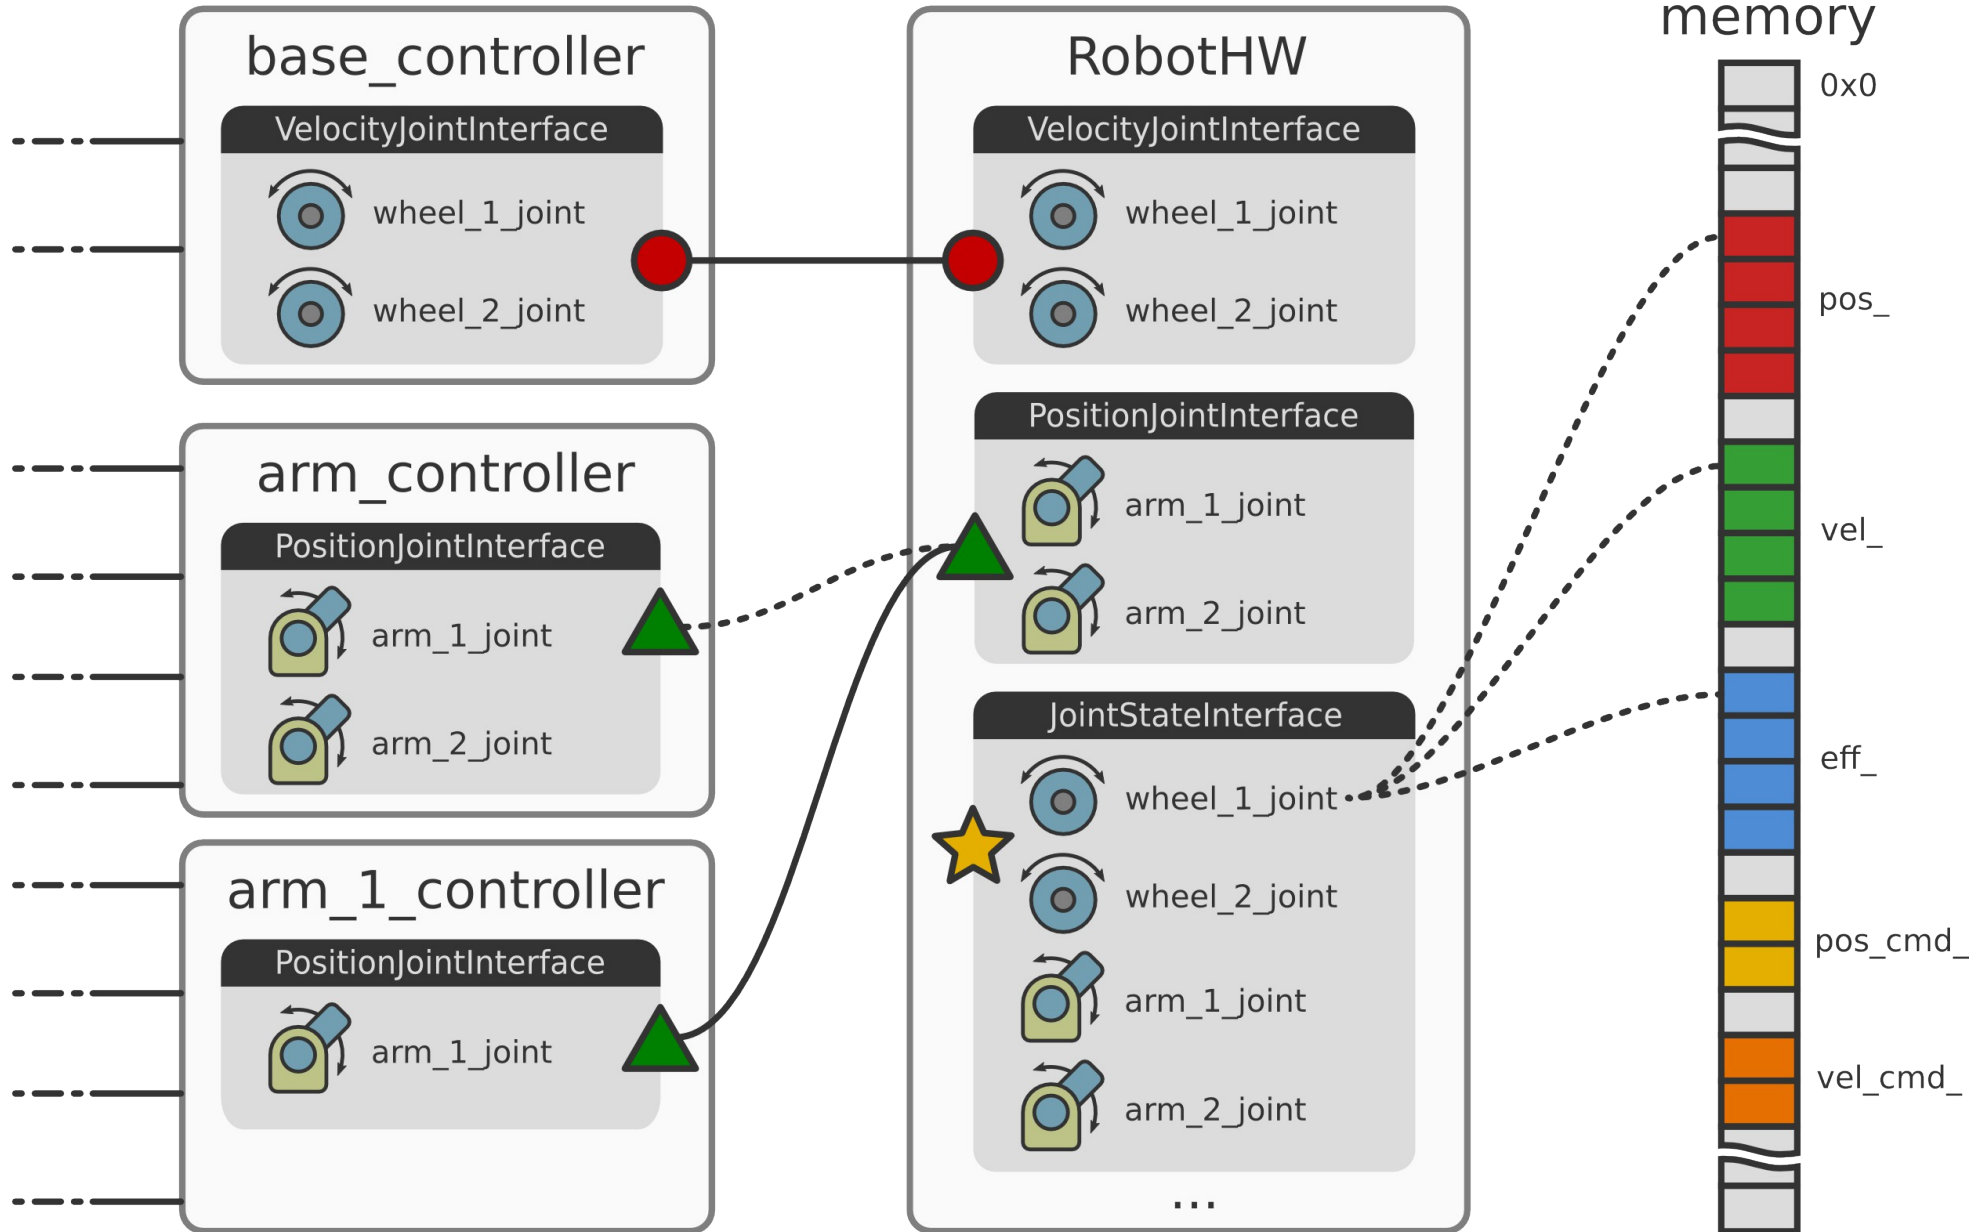 base_controller
VelocityJointInterface
wheel_1_joint
wheel_2_joint
arm_controller
PositionJointInterface
arm_1_joint
arm_2_joint
arm_1_controller
PositionJointInterface
arm_1_joint
RobotHW
VelocityJointInterface
wheel_1_joint
wheel_2_joint
PositionJointInterface
arm_1_joint
arm_2_joint
JointStateInterface
wheel_1_joint
wheel_2_joint
arm_1_joint
arm_2_joint
...
memory
0x0
pos_
vel_
eff_
pos_cmd_
vel_cmd_